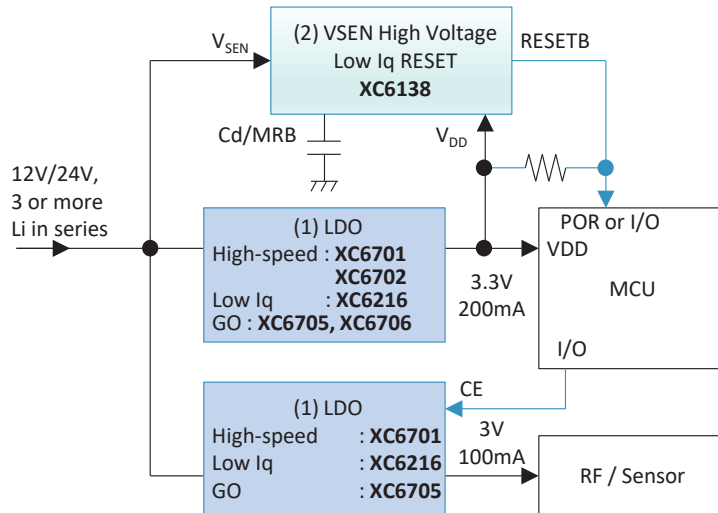 (2) VSEN High Voltage
Low Iq RESET
XC6138
VSEN
RESETB
Cd/MRB
VDD
12V/24V,
3 or more
Li in series
(1) LDO
High-speed : XC6701
XC6702
Low Iq : XC6216
GO : XC6705, XC6706
3.3V
200mA
POR or I/O
VDD
MCU
I/O
CE
(1) LDO
High-speed : XC6701
Low Iq : XC6216
GO : XC6705
3V
100mA
RF / Sensor